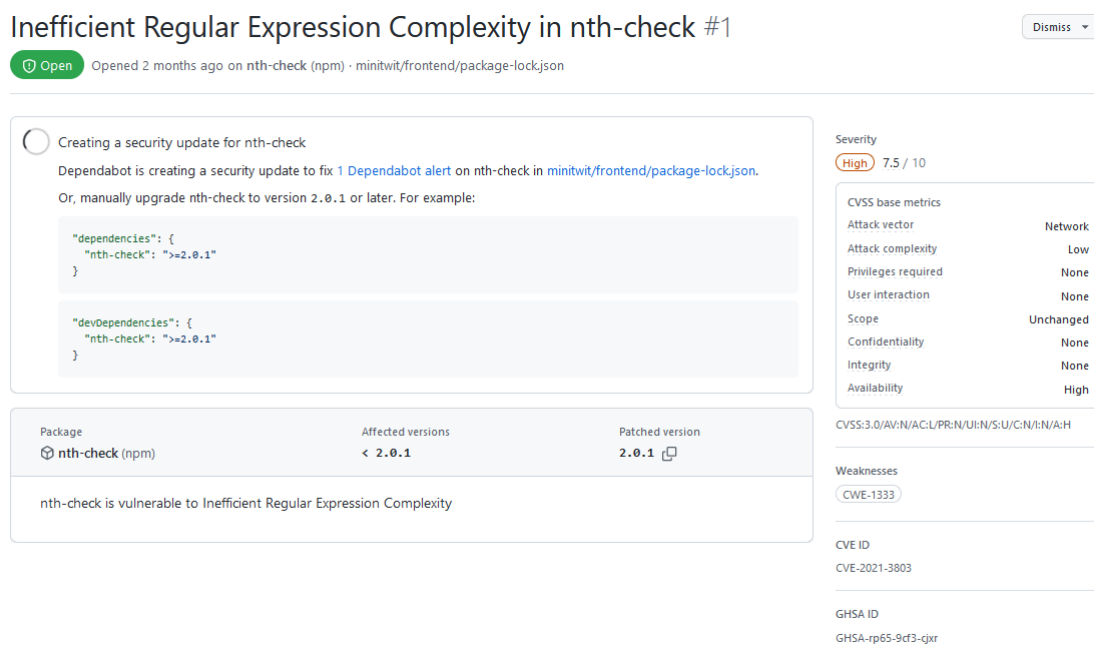 Inefficient Regular Expression Complexity in nth-check #1
Dismiss
Open Opened 2 months ago on nth-check (npm) · minitwit/frontend/package-lock.json
Creating a security update for nth-check
Dependabot is creating a security update to fix 1 Dependabot alert on nth-check in minitwit/frontend/package-lock.json.
Or, manually upgrade nth-check to version 2.0.1 or later. For example:
"dependencies": {
  "nth-check": ">=2.0.1"
}
"devDependencies": {
  "nth-check": ">=2.0.1"
}
Package Affected versions Patched version
nth-check (npm) < 2.0.1 2.0.1
nth-check is vulnerable to Inefficient Regular Expression Complexity
Severity
High 7.5 / 10
CVSS base metrics
Attack vector Network
Attack complexity Low
Privileges required None
User interaction None
Scope Unchanged
Confidentiality None
Integrity None
Availability High
CVSS:3.0/AV:N/AC:L/PR:N/UI:N/S:U/C:N/I:N/A:H
Weaknesses
CWE-1333
CVE ID
CVE-2021-3803
GHSA ID
GHSA-rp65-9cf3-cjxr